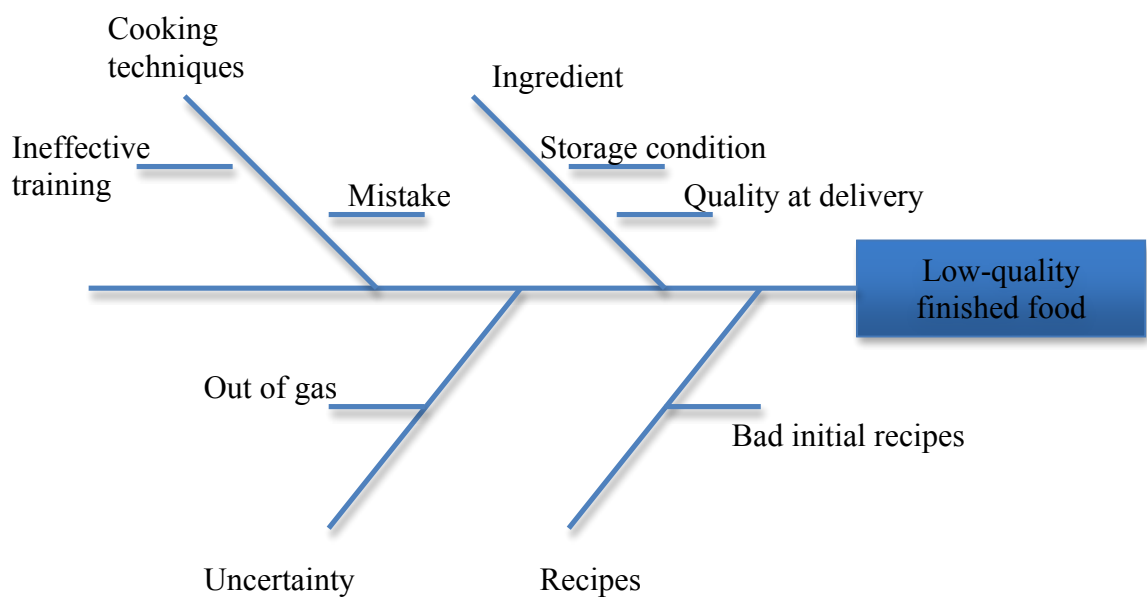 Cooking
techniques
Ingredient
Ineffective
training
Storage condition
Mistake
Quality at delivery
Low-quality
finished food
Out of gas
Bad initial recipes
Uncertainty
Recipes